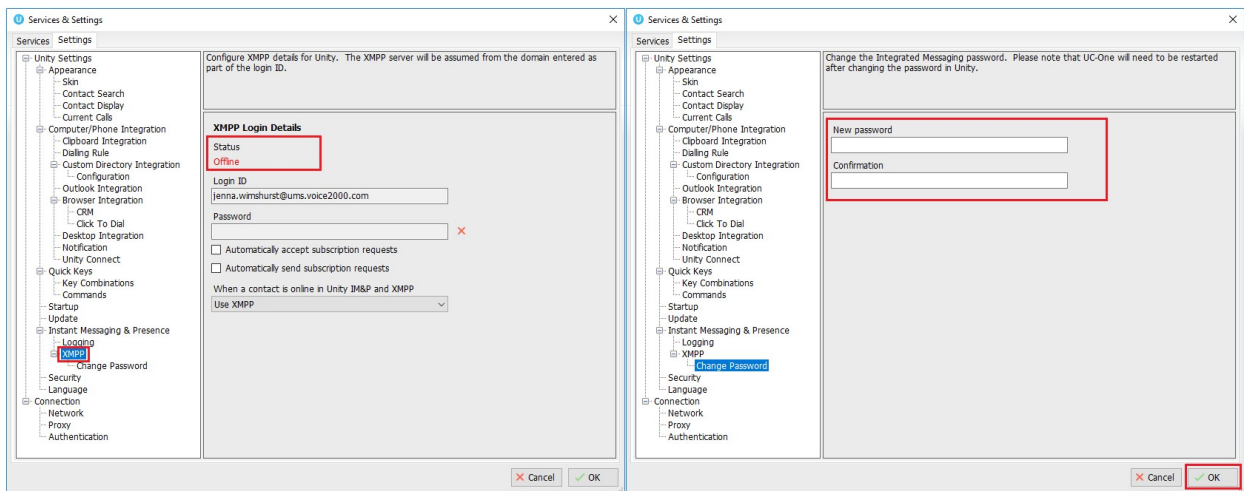 Services & Settings
Services Settings
Unity Settings
Appearance
Skin
Contact Search
Contact Display
Current Calls
Computer/Phone Integration
Clipboard Integration
Dialling Rule
Custom Directory Integration
Configuration
Outlook Integration
Browser Integration
CRM
Click To Dial
Desktop Integration
Notification
Unity Connect
Quick Keys
Key Combinations
Commands
Startup
Update
Instant Messaging & Presence
Logging
XMPP
Change Password
Security
Language
Connection
Network
Proxy
Authentication
Configure XMPP details for Unity. The XMPP server will be assumed from the domain entered as
part of the login ID.
XMPP Login Details
Status
Offline
Login ID
jenna.wimshurst@ums.voice2000.com
Password
Automatically accept subscription requests
Automatically send subscription requests
When a contact is online in Unity IM&P and XMPP
Use XMPP
Cancel OK
Services & Settings
Services Settings
Unity Settings
Appearance
Skin
Contact Search
Contact Display
Current Calls
Computer/Phone Integration
Clipboard Integration
Dialling Rule
Custom Directory Integration
Configuration
Outlook Integration
Browser Integration
CRM
Click To Dial
Desktop Integration
Notification
Unity Connect
Quick Keys
Key Combinations
Commands
Startup
Update
Instant Messaging & Presence
Logging
XMPP
Change Password
Security
Language
Connection
Network
Proxy
Authentication
Change the Integrated Messaging password. Please note that UC-One will need to be restarted
after changing the password in Unity.
New password
Confirmation
Cancel OK